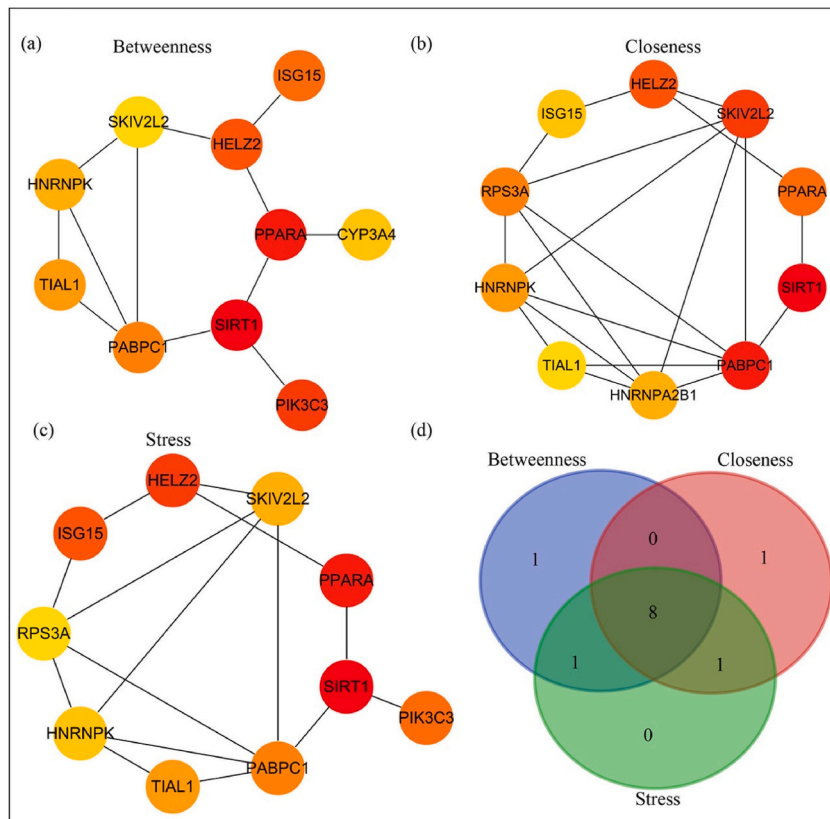 (a)
Betweenness
ISG15
SKIV2L2
HELZ2
HNRNPK
PPARA
CYP3A4
TIAL1
SIRT1
PABPC1
PIK3C3
(b)
Closeness
HELZ2
ISG15
SKIV2L2
RPS3A
PPARA
HNRNPK
SIRT1
TIAL1
PABPC1
HNRNPA2B1
(c)
Stress
HELZ2
SKIV2L2
ISG15
PPARA
RPS3A
SIRT1
HNRNPK
PIK3C3
TIAL1
PABPC1
(d)
Betweenness
Closeness
0
1
1
8
1
1
0
Stress